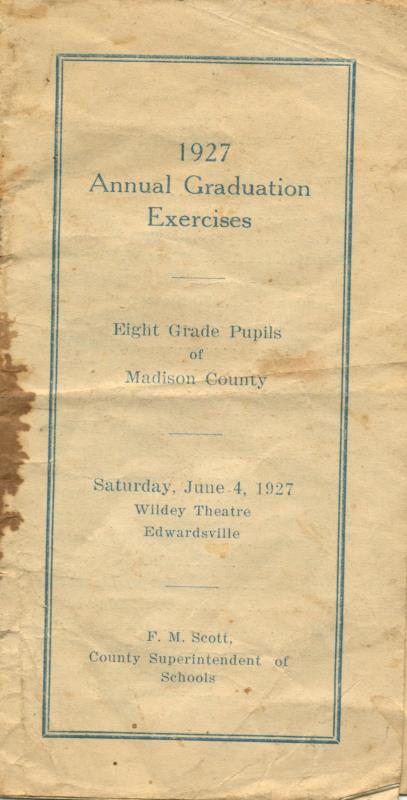 1927
Annual Graduation
Exercises
Eight Grade Pupils
of
Madison County
Saturday, June 4, 1927
Wildey Theatre
Edwardsville
F. M. Scott,
County Superintendent of
Schools